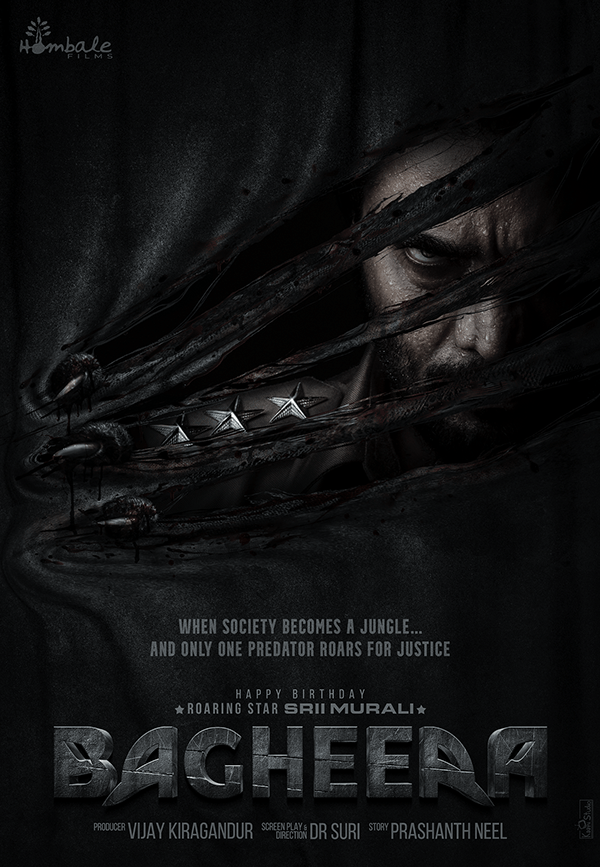 Hombale
FILMS
WHEN SOCIETY BECOMES A JUNGLE...
AND ONLY ONE PREDATOR ROARS FOR JUSTICE
HAPPY BIRTHDAY
★ROARING STAR SRII MURALI★
BAGHEERA
PRODUCER VIJAY KIRAGANDUR SCREEN PLAY & DIRECTION DR SURI STORY PRASHANTH NEEL